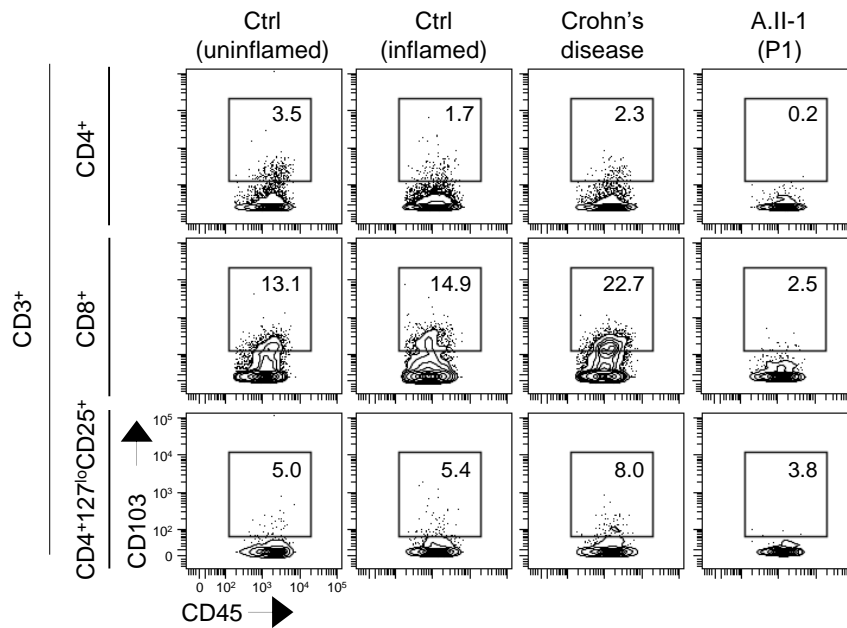 Ctrl
(uninflamed)
Ctrl
(inflamed)
Crohn's
disease
A.II-1
(P1)
CD3⁺
CD4⁺
3.5
1.7
2.3
0.2
CD8⁺
13.1
14.9
22.7
2.5
CD4⁺127ˡᵒCD25⁺
CD103
10⁵
10⁴
10³
10²
0
5.0
5.4
8.0
3.8
0 10² 10³ 10⁴ 10⁵
CD45